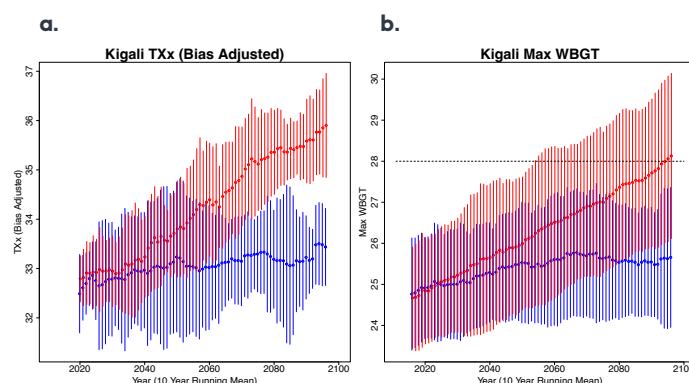 a.
Kigali TXx (Bias Adjusted)
TXx (Bias Adjusted)
37
36
35
34
33
32
2020 2040 2060 2080 2100
Year (10 Year Running Mean)
b.
Kigali Max WBGT
Max WBGT
30
29
28
27
26
25
24
2020 2040 2060 2080
Year (10 Year Running Mean)